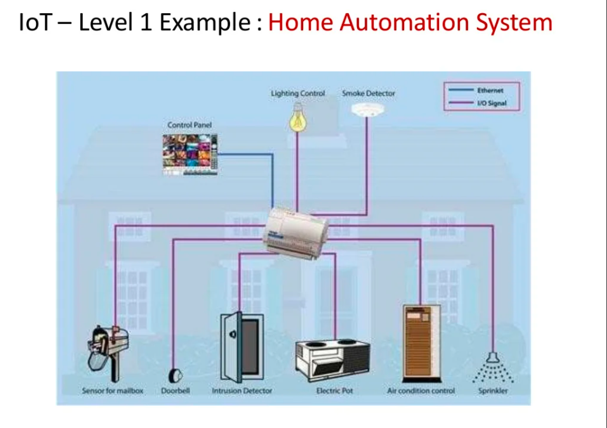 IoT – Level 1 Example : Home Automation System
Lighting Control
Smoke Detector
Ethernet
I/O Signal
Control Panel
Sensor for mailbox
Doorbell
Intrusion Detector
Electric Pot
Air condition control
Sprinkler